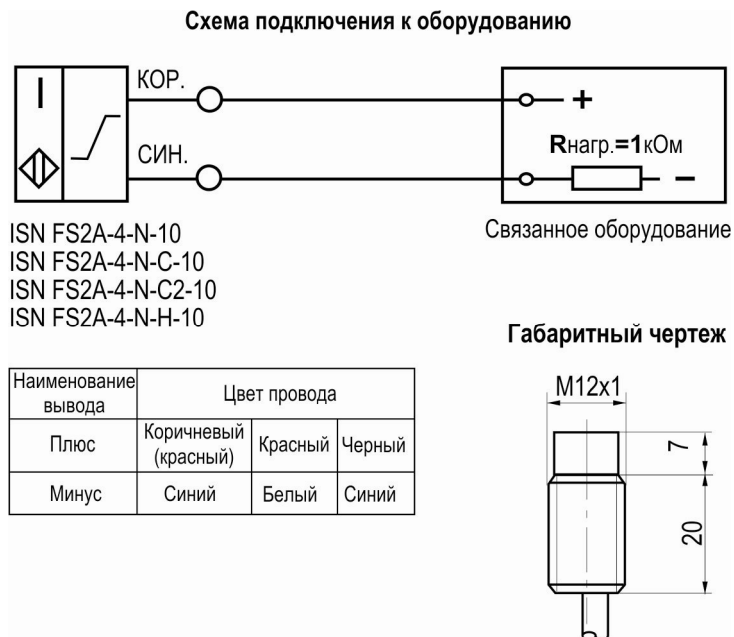 Схема подключения к оборудованию
КОР.
+
Rнагр.=1кОм
СИН.
−
Связанное оборудование
ISN FS2A-4-N-10
ISN FS2A-4-N-C-10
ISN FS2A-4-N-C2-10
ISN FS2A-4-N-H-10
Габаритный чертеж
Наименование вывода Цвет провода
Плюс Коричневый (красный) Красный Черный
Минус Синий Белый Синий
M12x1
7
20